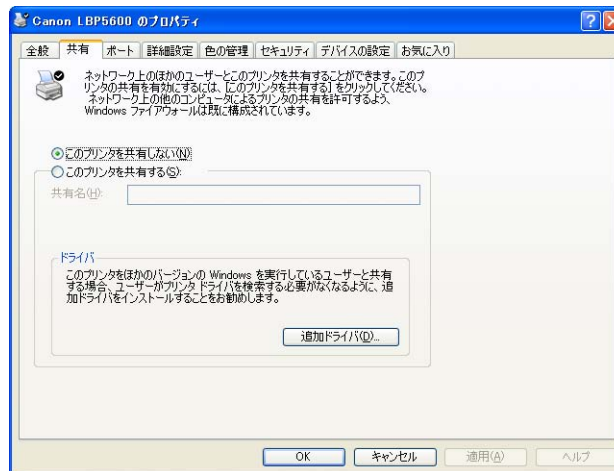 Canon LBP5600 のプロパティ
全般 共有 ポート 詳細設定 色の管理 セキュリティ デバイスの設定 お気に入り
ネットワーク上のほかのユーザーとこのプリンタを共有することができます。このプ
リンタの共有を有効にするには、[このプリンタを共有する] をクリックしてください。
ネットワーク上の他のコンピュータによるプリンタの共有を許可するよう、
Windows ファイアウォールは既に構成されています。
このプリンタを共有しない(N)
このプリンタを共有する(S):
共有名(H):
ドライバ
このプリンタをほかのバージョンの Windows を実行しているユーザーと共有
する場合、ユーザーがプリンタ ドライバを検索する必要がなくなるように、追
加ドライバをインストールすることをお勧めします。
追加ドライバ(D)...
OK キャンセル 適用(A) ヘルプ